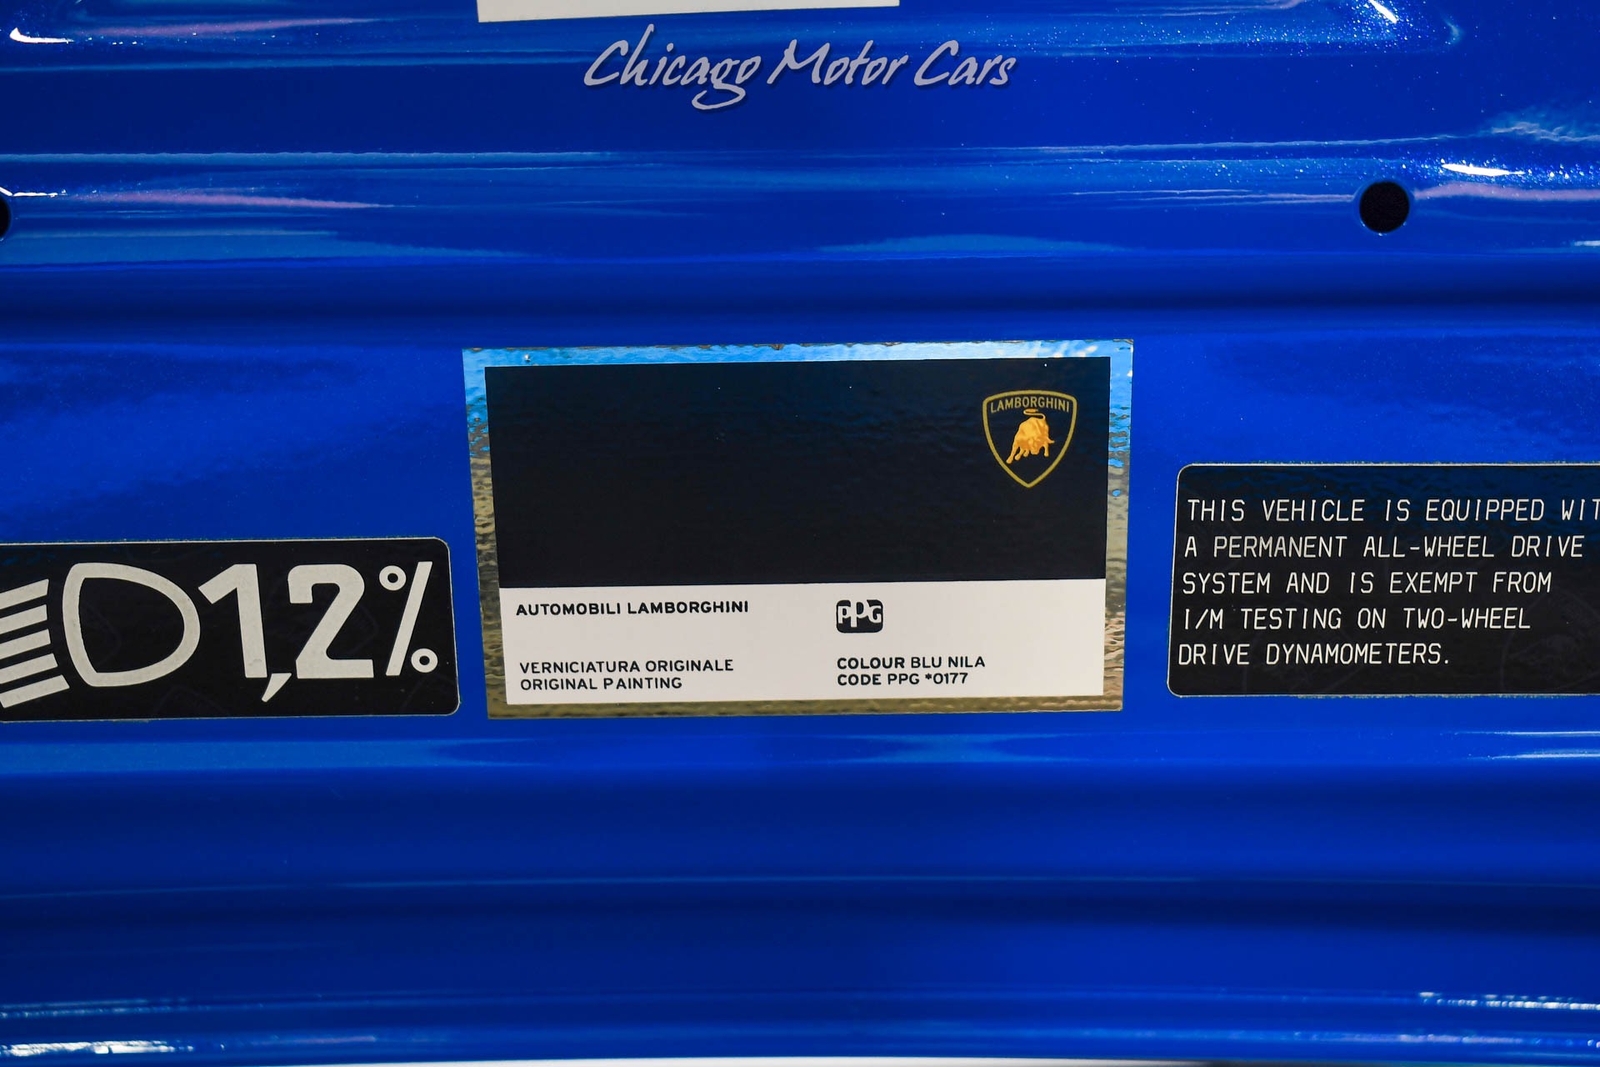 Chicago Motor Cars
LAMBORGHINI
1,2%
AUTOMOBILI LAMBORGHINI
PPG
VERNICIATURA ORIGINALE
ORIGINAL PAINTING
COLOUR BLU NILA
CODE PPG *0177
THIS VEHICLE IS EQUIPPED WIT
A PERMANENT ALL-WHEEL DRIVE
SYSTEM AND IS EXEMPT FROM
I/M TESTING ON TWO-WHEEL
DRIVE DYNAMOMETERS.